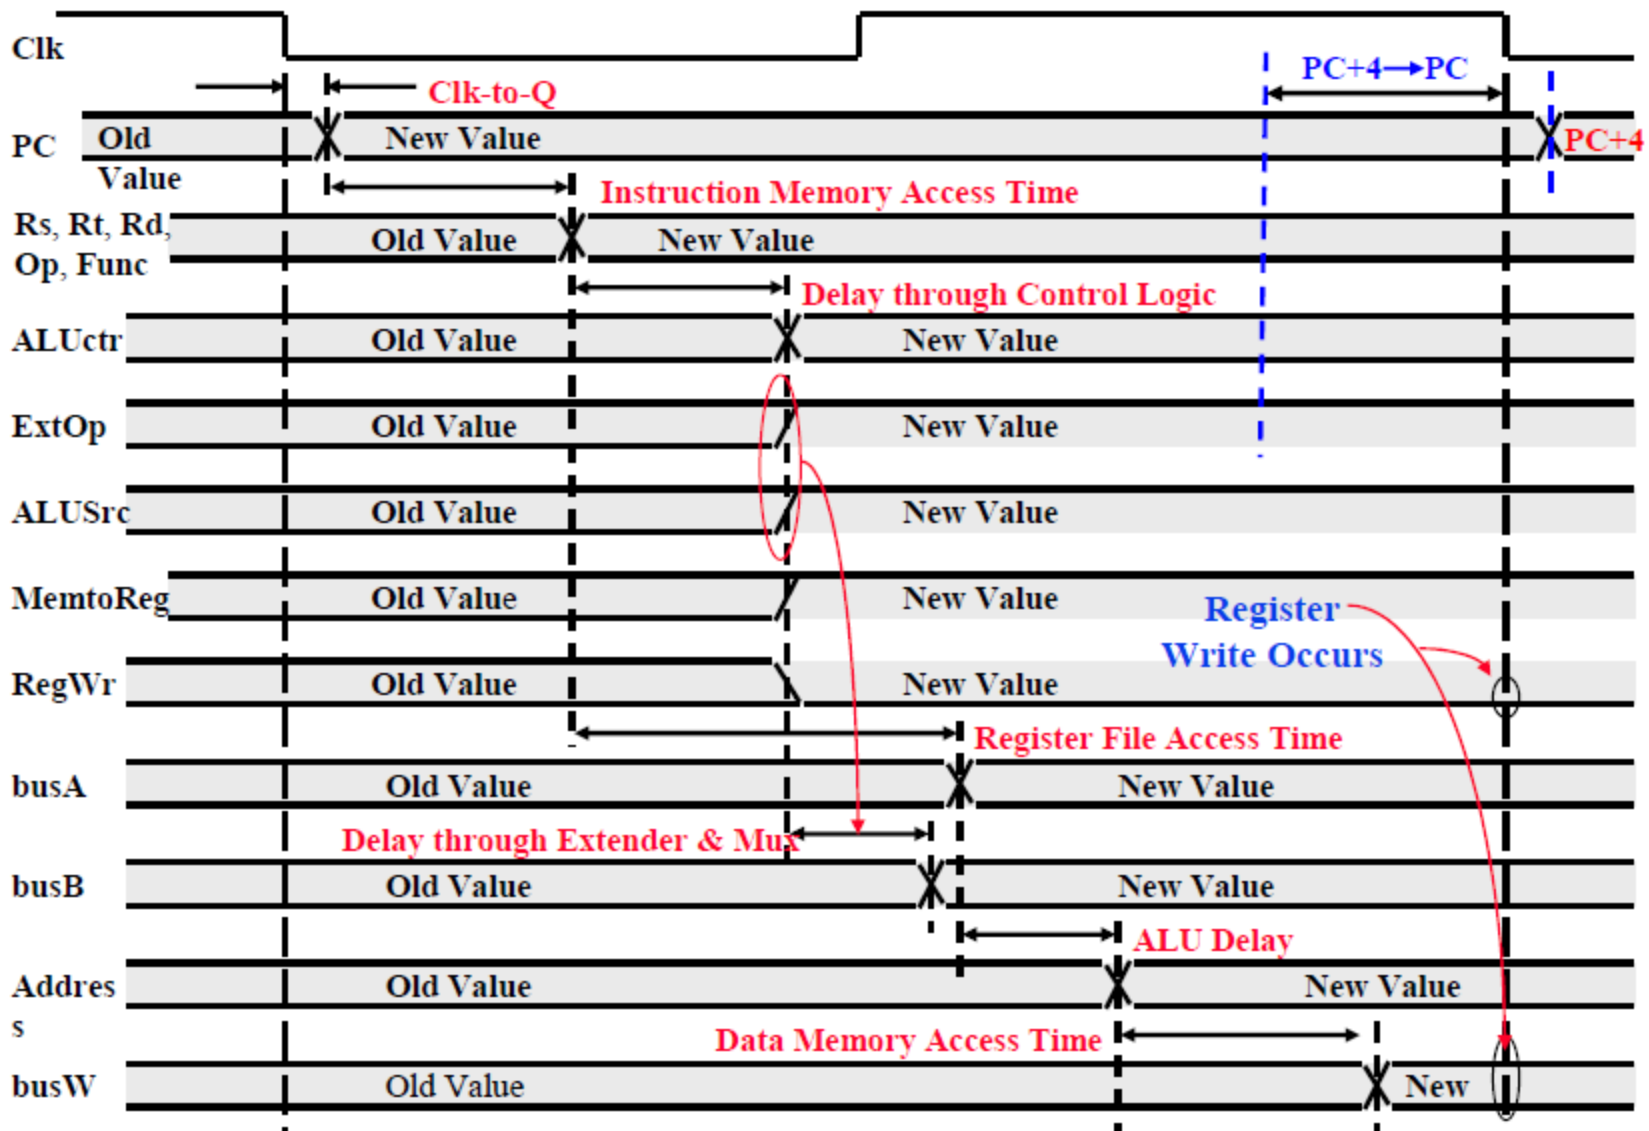 Clk
PC+4→PC
Clk-to-Q
PC
Old
Value
New Value
PC+4
Instruction Memory Access Time
Rs, Rt, Rd,
Op, Func
Old Value
New Value
Delay through Control Logic
ALUctr
Old Value
New Value
ExtOp
Old Value
New Value
ALUSrc
Old Value
New Value
MemtoReg
Old Value
New Value
Register
Write Occurs
RegWr
Old Value
New Value
Register File Access Time
busA
Old Value
New Value
Delay through Extender & Mux
busB
Old Value
New Value
ALU Delay
Addres
s
Old Value
New Value
Data Memory Access Time
busW
Old Value
New